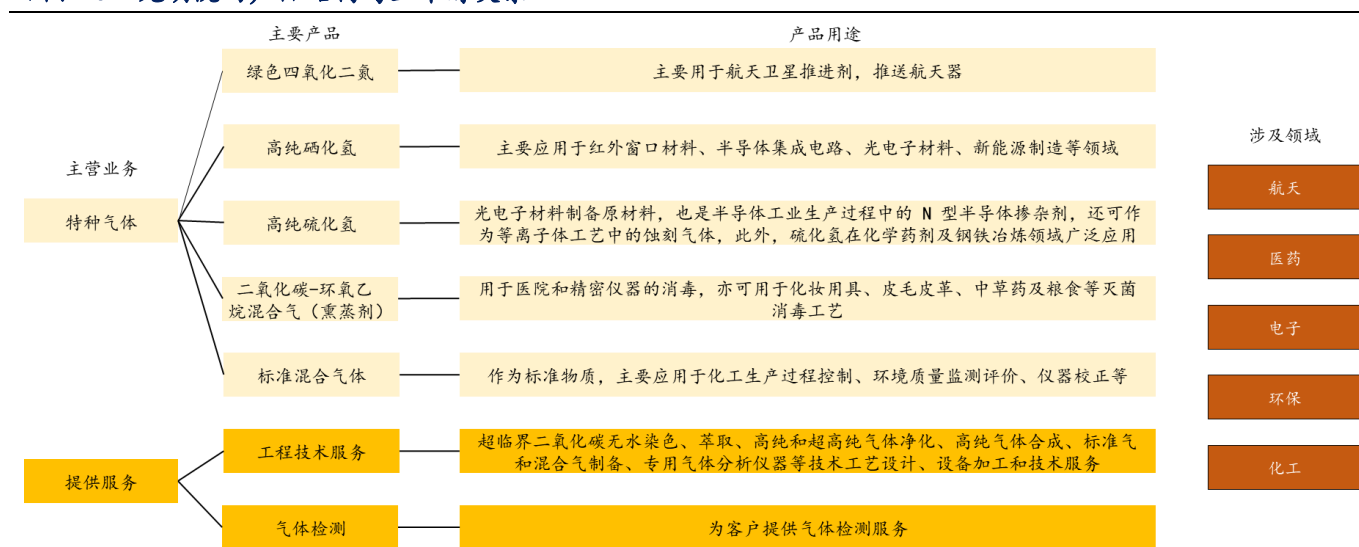 主要产品
产品用途
绿色四氧化二氮
主要用于航天卫星推进剂，推送航天器
高纯硒化氢
主要应用于红外窗口材料、半导体集成电路、光电子材料、新能源制造等领域
主营业务
特种气体
高纯硫化氢
光电子材料制备原材料，也是半导体工业生产过程中的 N 型半导体掺杂剂，还可作
为等离子体工艺中的蚀刻气体，此外，硫化氢在化学药剂及钢铁冶炼领域广泛应用
二氧化碳-环氧乙
烷混合气（熏蒸剂）
用于医院和精密仪器的消毒，亦可用于化妆用具、皮毛皮革、中草药及粮食等灭菌
消毒工艺
标准混合气体
作为标准物质，主要应用于化工生产过程控制、环境质量监测评价、仪器校正等
提供服务
工程技术服务
超临界二氧化碳无水染色、萃取、高纯和超高纯气体净化、高纯气体合成、标准气
和混合气制备、专用气体分析仪器等技术工艺设计、设备加工和技术服务
气体检测
为客户提供气体检测服务
涉及领域
航天
医药
电子
环保
化工